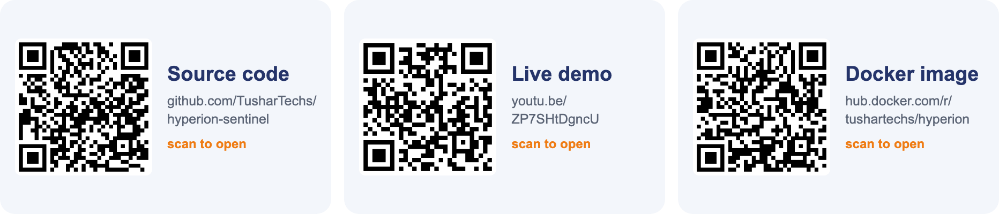 Source code
github.com/TusharTechs/
hyperion-sentinel
scan to open
Live demo
youtu.be/
ZP7SHtDgncU
scan to open
Docker image
hub.docker.com/r/
tushartechs/hyperion
scan to open